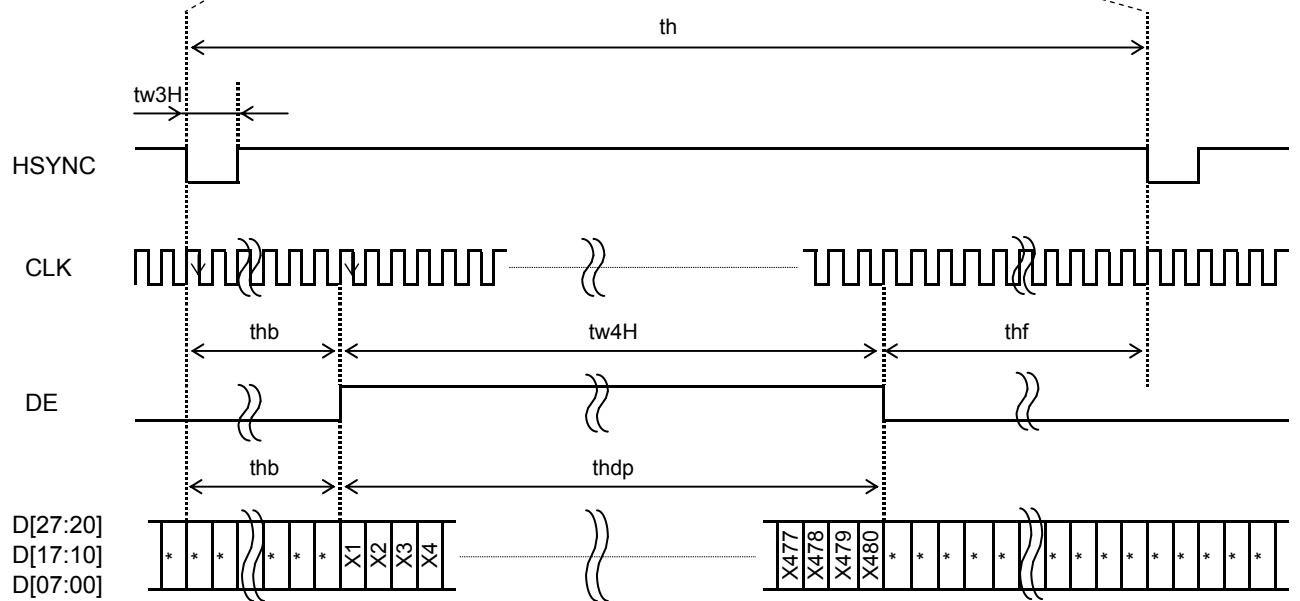 th
tw3H
HSYNC
CLK
thb tw4H thf
DE
thb thdp
D[27:20]
D[17:10]
D[07:00]
* * * * * * X1 X2 X3 X4 X477 X478 X479 X480 * * * * * * * * * * * * * *